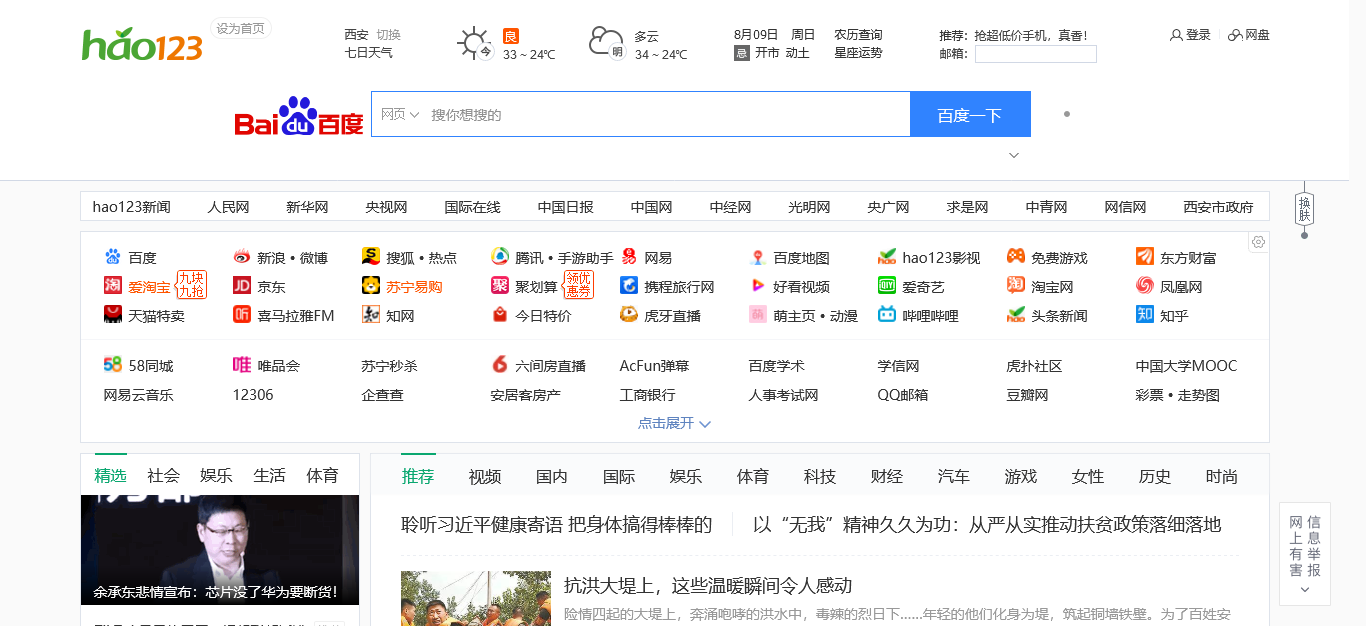 hao123 设为首页
西安 切换
七日天气
今 良
33 ~ 24℃
明 多云
34 ~ 24℃
8月09日 周日 农历查询
忌 开市 动土 星座运势
推荐: 抢超低价手机,真香!
邮箱:
登录 网盘
Bai du 百度 网页 搜你想搜的 百度一下
换肤
hao123新闻 人民网 新华网 央视网 国际在线 中国日报 中国网 中经网 光明网 央广网 求是网 中青网 网信网 西安市政府
百度 新浪 • 微博 搜狐 • 热点 腾讯 • 手游助手 网易 百度地图 hao123影视 免费游戏 东方财富
爱淘宝 九块九抢 京东 苏宁易购 聚划算 领优惠券 携程旅行网 好看视频 爱奇艺 淘宝网 凤凰网
天猫特卖 喜马拉雅FM 知网 今日特价 虎牙直播 萌主页 • 动漫 哔哩哔哩 头条新闻 知乎
58同城 唯品会 苏宁秒杀 六间房直播 AcFun弹幕 百度学术 学信网 虎扑社区 中国大学MOOC
网易云音乐 12306 企查查 安居客房产 工商银行 人事考试网 QQ邮箱 豆瓣网 彩票 • 走势图
点击展开
精选 社会 娱乐 生活 体育
余承东悲情宣布:芯片没了华为要断货!
推荐 视频 国内 国际 娱乐 体育 科技 财经 汽车 游戏 女性 历史 时尚
聆听习近平健康寄语 把身体搞得棒棒的 以“无我”精神久久为功:从严从实推动扶贫政策落细落地
抗洪大堤上,这些温暖瞬间令人感动
险情四起的大堤上,奔涌咆哮的洪水中,毒辣的烈日下......年轻的他们化身为堤,筑起铜墙铁壁。为了百姓安
网上有害
信息举报